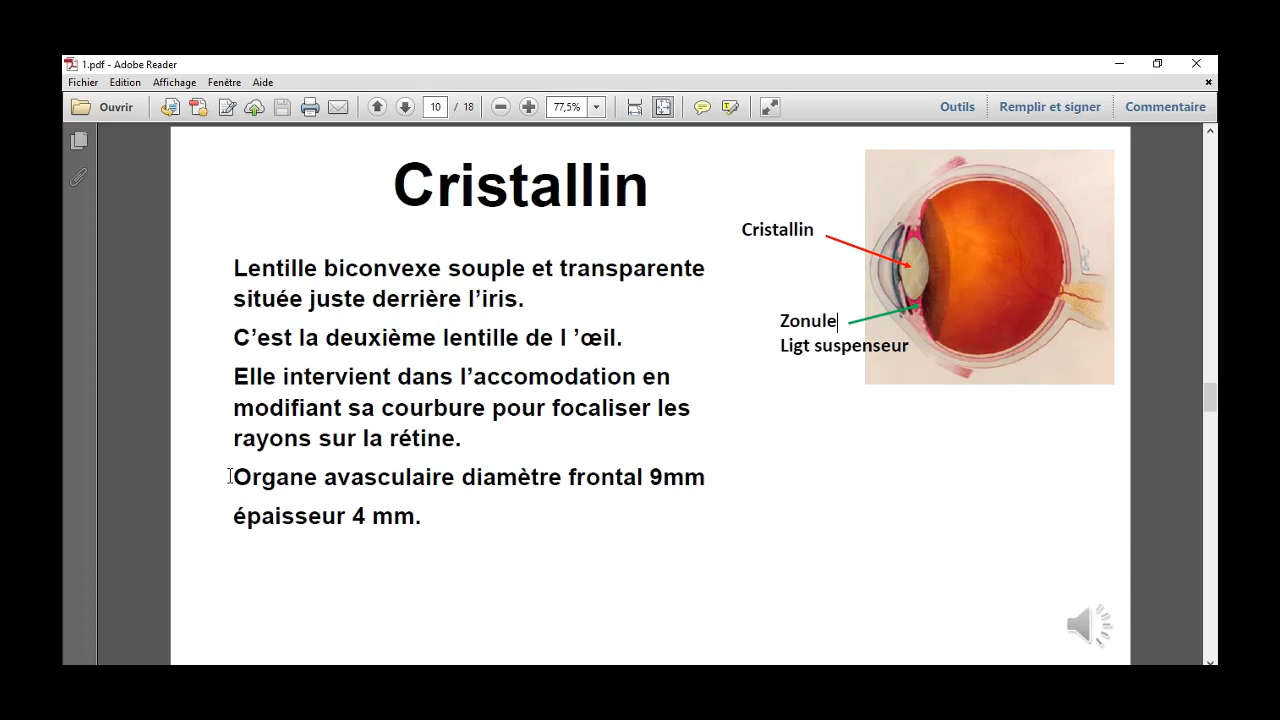 1.pdf - Adobe Reader
Fichier Edition Affichage Fenêtre Aide
Ouvrir 10 / 18 77,5% Outils Remplir et signer Commentaire
Cristallin
Cristallin
Lentille biconvexe souple et transparente
située juste derrière l’iris.
Zonule
C’est la deuxième lentille de l ’œil.
Ligt suspenseur
Elle intervient dans l’accomodation en
modifiant sa courbure pour focaliser les
rayons sur la rétine.
Organe avasculaire diamètre frontal 9mm
épaisseur 4 mm.